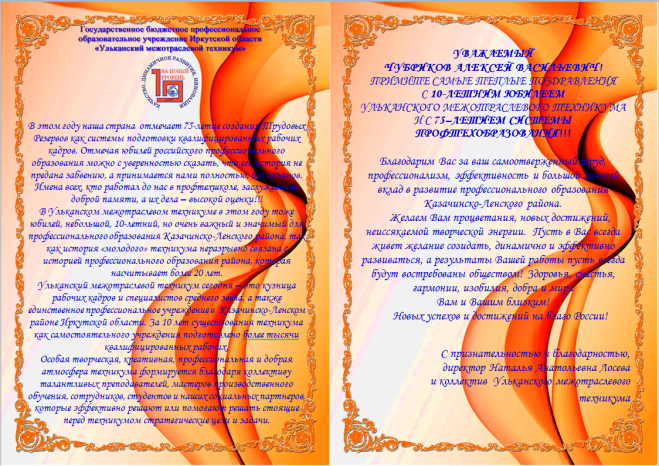 Государственное бюджетное профессиональное
образовательное учреждение Иркутской области
«Ульканский межотраслевой техникум»
КАЧЕСТВО, ДИНАМИЧНОЕ РАЗВИТИЕ, ИННОВАЦИИ
НА НОВЫЙ
УРОВЕНЬ
В этом году наша страна отмечает 75-летие создания Трудовых
Резервов как системы подготовки квалифицированных рабочих
кадров. Отмечая юбилей российского профессионального
образования можно с уверенностью сказать, что его история не
предана забвению, а принимается нами полностью, без изъянов.
Имена всех, кто работал до нас в профтехшколе, заслуживают
доброй памяти, а их дела – высокой оценки!!!
В Ульканском межотраслевом техникуме в этом году тоже
юбилей, небольшой, 10-летний, но очень важный и значимый для
профессионального образования Казачинско-Ленского района, так
как история «молодого» техникума неразрывно связана с
историей профессионального образования района, которая
насчитывает более 20 лет.
Ульканский межотраслевой техникум сегодня – это кузница
рабочих кадров и специалистов среднего звена, а также
единственное профессиональное учреждение в Казачинско-Ленском
районе Иркутской области. За 10 лет существования техникума
как самостоятельного учреждения подготовлено более тысячи
квалифицированных рабочих.
Особая творческая, креативная, профессиональная и добрая
атмосфера техникума формируется благодаря коллективу
талантливых преподавателей, мастеров производственного
обучения, сотрудников, студентов и наших социальных партнеров,
которые эффективно решают или помогают решать стоящие
перед техникумом стратегические цели и задачи.
УВАЖАЕМЫЙ
ЧУБРИКОВ АЛЕКСЕЙ ВАСИЛЬЕВИЧ!
ПРИМИТЕ САМЫЕ ТЕПЛЫЕ ПОЗДРАВЛЕНИЯ
С 10-ЛЕТНИМ ЮБИЛЕЕМ
УЛЬКАНСКОГО МЕЖОТРАСЛЕВОГО ТЕХНИКУМА
И С 75–ЛЕТИЕМ СИСТЕМЫ
ПРОФТЕХОБРАЗОВАНИЯ!!!
Благодарим Вас за ваш самоотверженный труд,
профессионализм, эффективность и большой личный
вклад в развитие профессионального образования
Казачинско-Ленского района.
Желаем Вам процветания, новых достижений,
неиссякаемой творческой энергии. Пусть в Вас всегда
живет желание созидать, динамично и эффективно
развиваться, а результаты Вашей работы пусть всегда
будут востребованы обществом! Здоровья, счастья,
гармонии, изобилия, добра и мира
Вам и Вашим близким!
Новых успехов и достижений на благо России!
С признательностью и благодарностью,
директор Наталья Анатольевна Лосева
и коллектив Ульканского межотраслевого
техникума